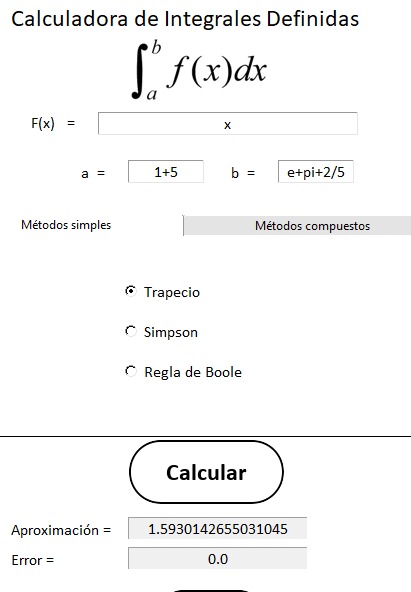 Calculadora de Integrales Definidas
∫ₐᵇ f(x)dx
F(x) = x
a = 1+5 b = e+pi+2/5
Métodos simples Métodos compuestos
Trapecio
Simpson
Regla de Boole
Calcular
Aproximación = 1.5930142655031045
Error = 0.0